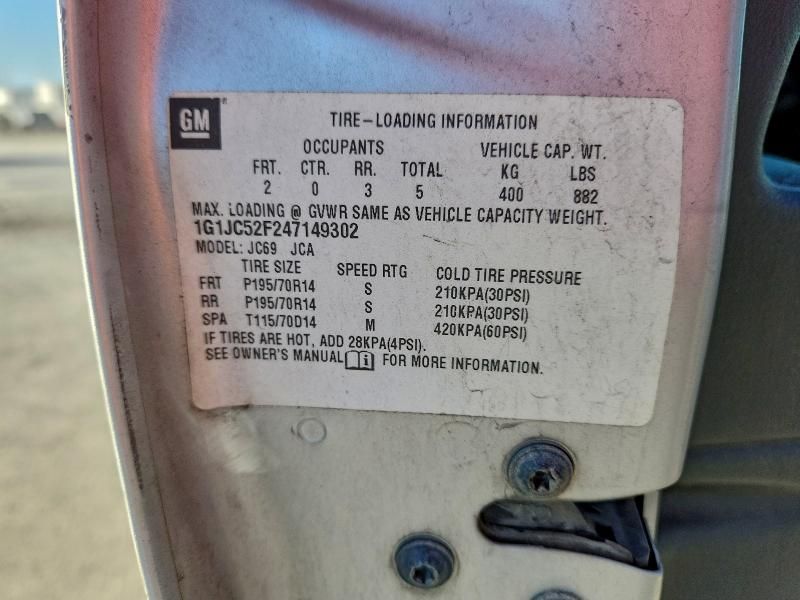 GM
TIRE-LOADING INFORMATION
OCCUPANTS VEHICLE CAP. WT.
FRT. CTR. RR. TOTAL KG LBS
2 0 3 5 400 882
MAX. LOADING @ GVWR SAME AS VEHICLE CAPACITY WEIGHT.
1G1JC52F247149302
MODEL: JC69 JCA
TIRE SIZE SPEED RTG COLD TIRE PRESSURE
FRT P195/70R14 S 210KPA(30PSI)
RR P195/70R14 S 210KPA(30PSI)
SPA T115/70D14 M 420KPA(60PSI)
IF TIRES ARE HOT, ADD 28KPA(4PSI).
SEE OWNER'S MANUAL i FOR MORE INFORMATION.